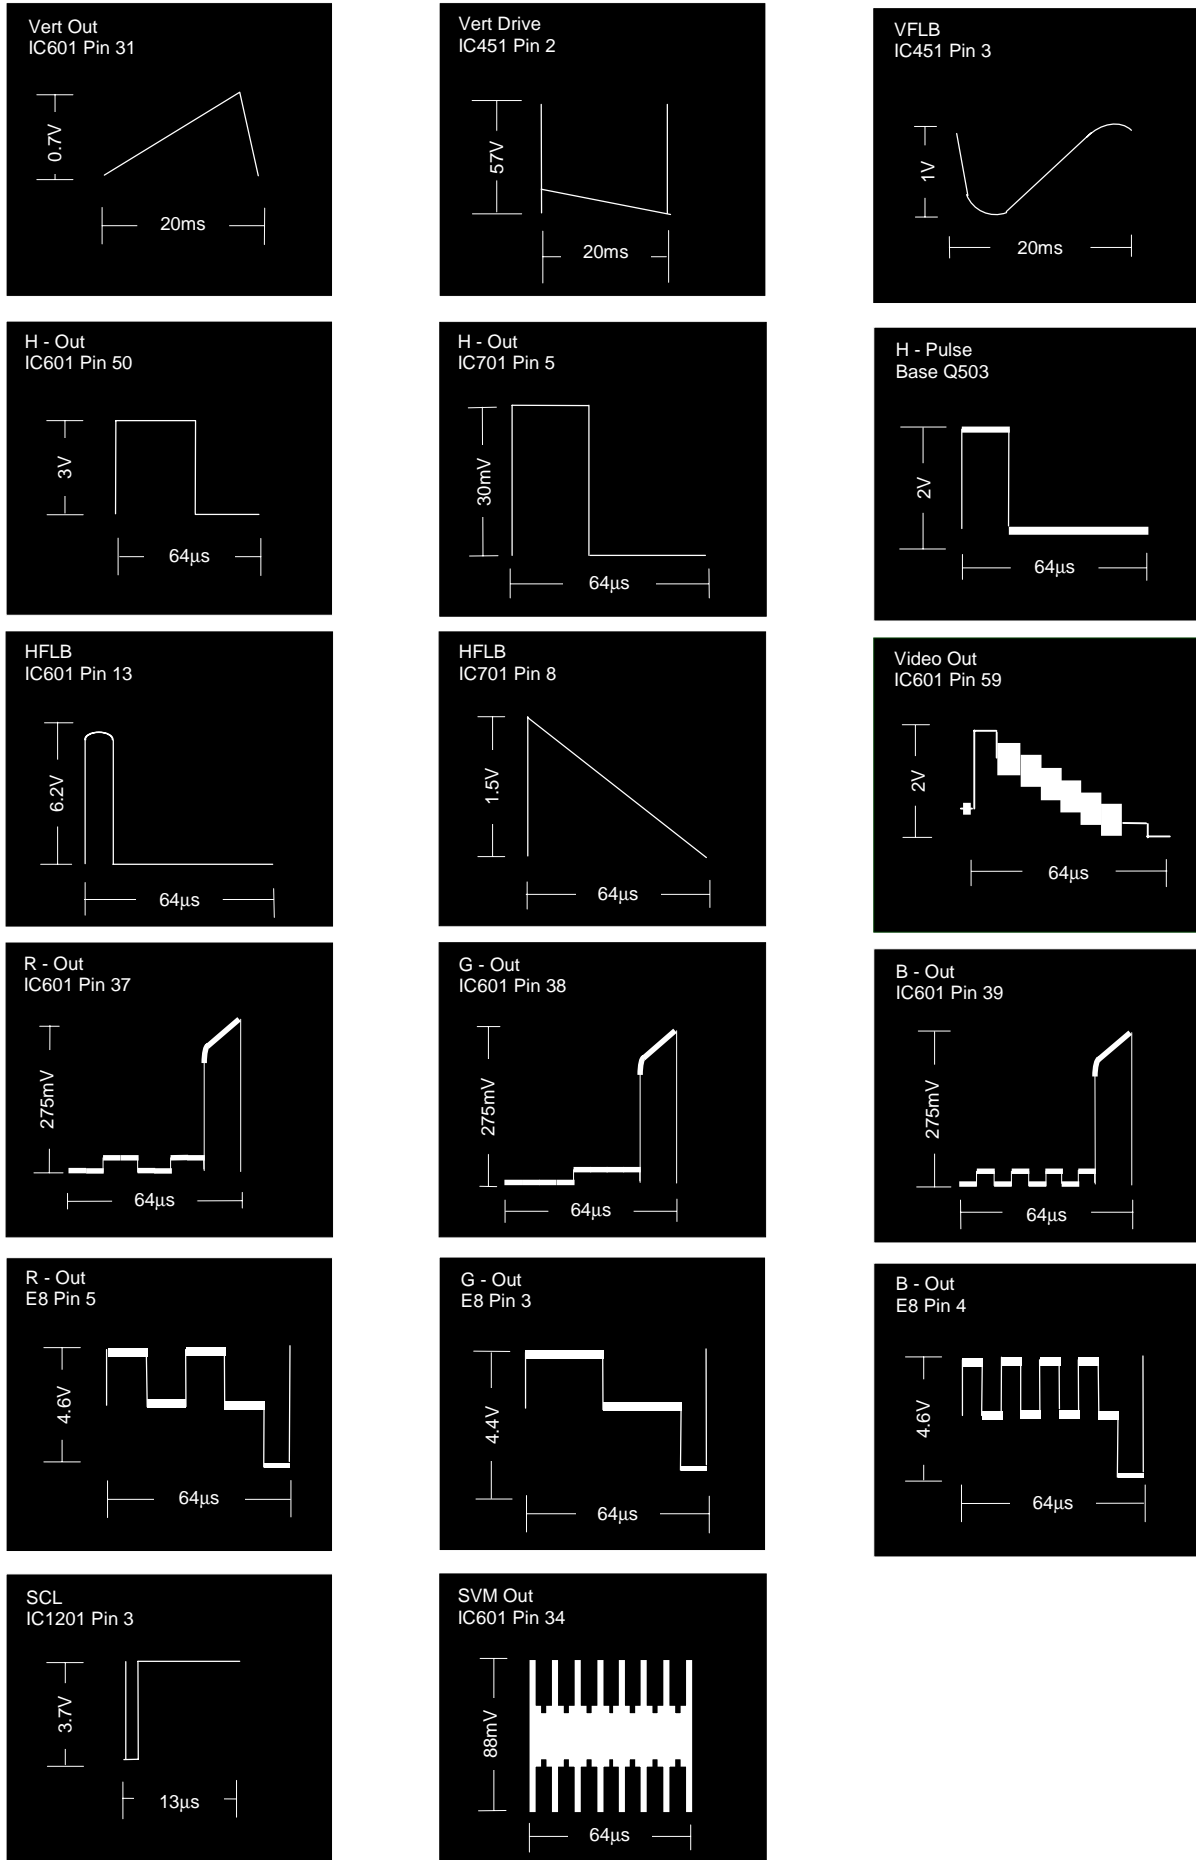 Vert Out
IC601 Pin 31
0.7V
20ms
Vert Drive
IC451 Pin 2
57V
20ms
VFLB
IC451 Pin 3
1V
20ms
H - Out
IC601 Pin 50
3V
64µs
H - Out
IC701 Pin 5
30mV
64µs
H - Pulse
Base Q503
2V
64µs
HFLB
IC601 Pin 13
6.2V
64µs
HFLB
IC701 Pin 8
1.5V
64µs
Video Out
IC601 Pin 59
2V
64µs
R - Out
IC601 Pin 37
275mV
64µs
G - Out
IC601 Pin 38
275mV
64µs
B - Out
IC601 Pin 39
275mV
64µs
R - Out
E8 Pin 5
4.6V
64µs
G - Out
E8 Pin 3
4.4V
64µs
B - Out
E8 Pin 4
4.6V
64µs
SCL
IC1201 Pin 3
3.7V
13µs
SVM Out
IC601 Pin 34
88mV
64µs